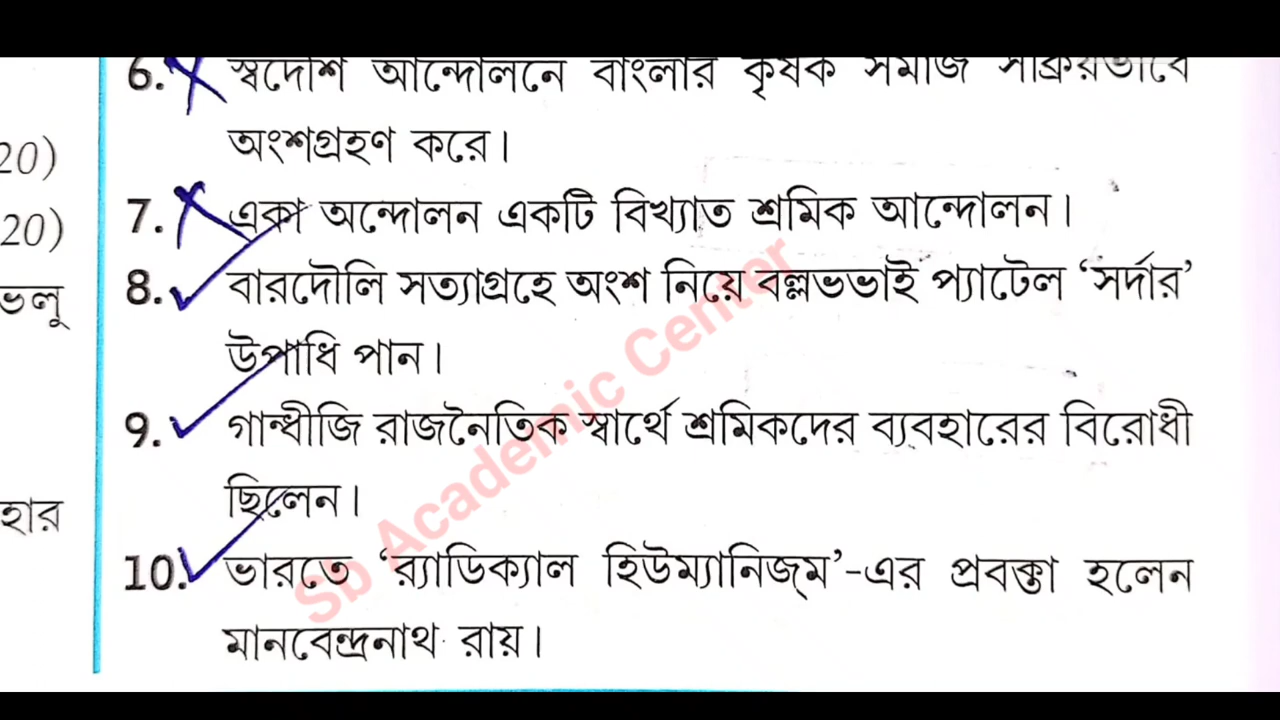 6. স্বদেশি আন্দোলনে বাংলার কৃষক সমাজ সক্রিয়ভাবে
অংশগ্রহণ করে।
20)
7. একা অন্দোলন একটি বিখ্যাত শ্রমিক আন্দোলন।
20)
8. বারদৌলি সত্যাগ্রহে অংশ নিয়ে বল্লভভাই প্যাটেল ‘সর্দার’
ভলু
উপাধি পান।
9. গান্ধীজি রাজনৈতিক স্বার্থে শ্রমিকদের ব্যবহারের বিরোধী
ছিলেন।
হার
10. ভারতে ‘র‍্যাডিক্যাল হিউম্যানিজ্‌ম’-এর প্রবক্তা হলেন
মানবেন্দ্রনাথ রায়।
Sb Academic Center